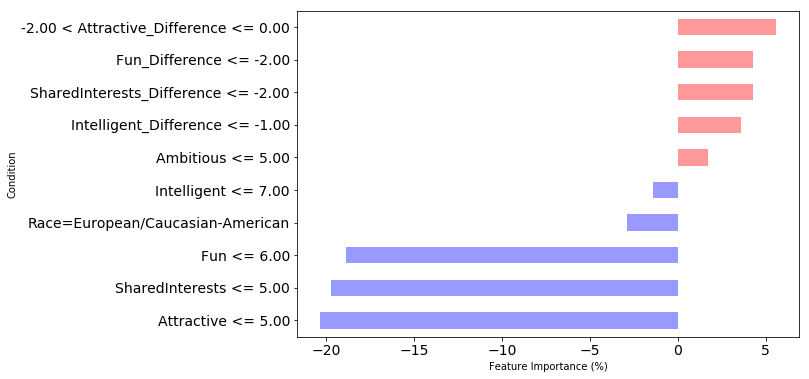 -2.00 < Attractive_Difference <= 0.00
Fun_Difference <= -2.00
SharedInterests_Difference <= -2.00
Intelligent_Difference <= -1.00
Ambitious <= 5.00
Intelligent <= 7.00
Race=European/Caucasian-American
Fun <= 6.00
SharedInterests <= 5.00
Attractive <= 5.00
Condition
−20 −15 −10 −5 0 5
Feature Importance (%)